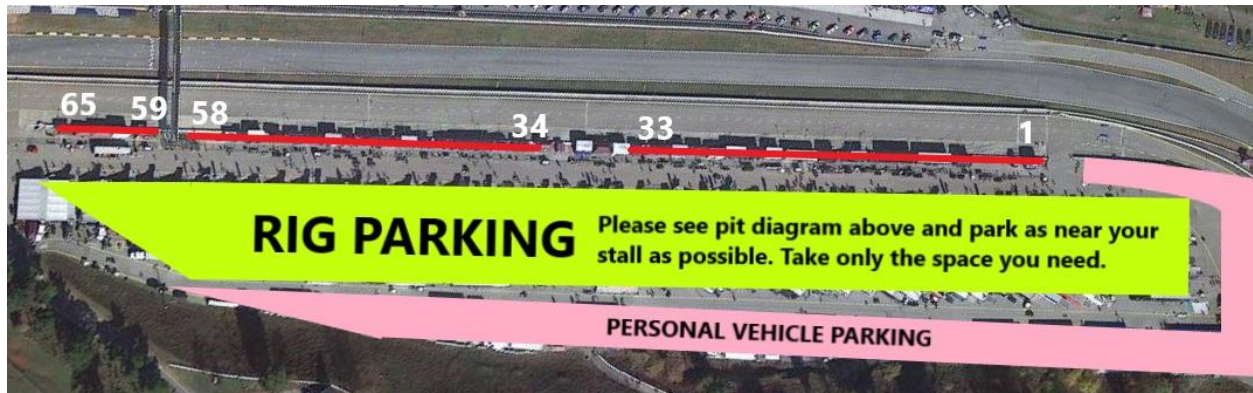 65 59 58 34 33 1
RIG PARKING
Please see pit diagram above and park as near your
stall as possible. Take only the space you need.
PERSONAL VEHICLE PARKING